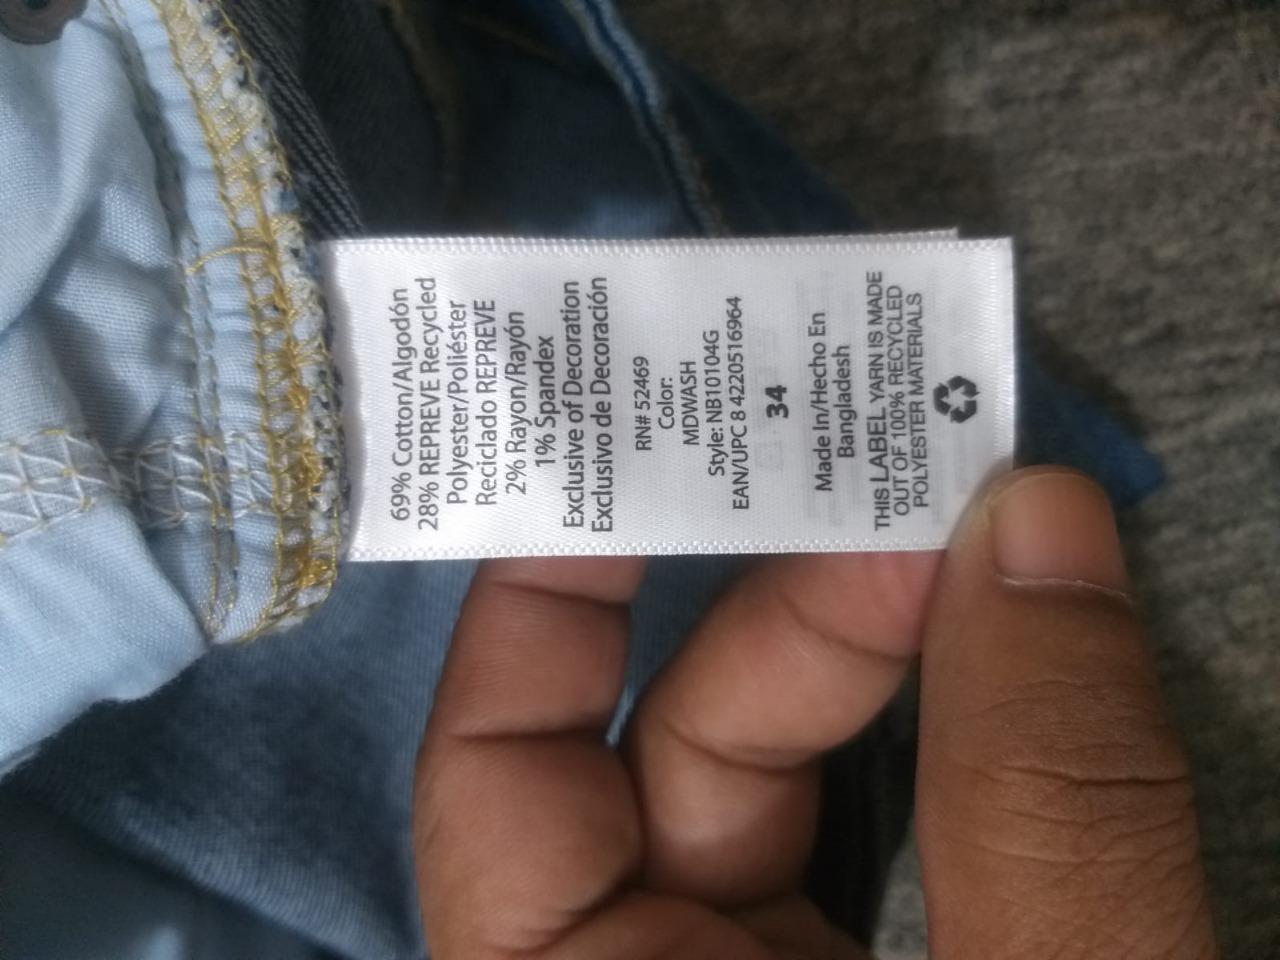 69% Cotton/Algodón
28% REPREVE Recycled
Polyester/Poliéster
Reciclado REPREVE
2% Rayon/Rayón
1% Spandex
Exclusive of Decoration
Exclusivo de Decoración
RN# 52469
Color:
MDWASH
Style: NB10104G
EAN/UPC 8 4220516964
34
Made In/Hecho En
Bangladesh
THIS LABEL YARN IS MADE
OUT OF 100% RECYCLED
POLYESTER MATERIALS